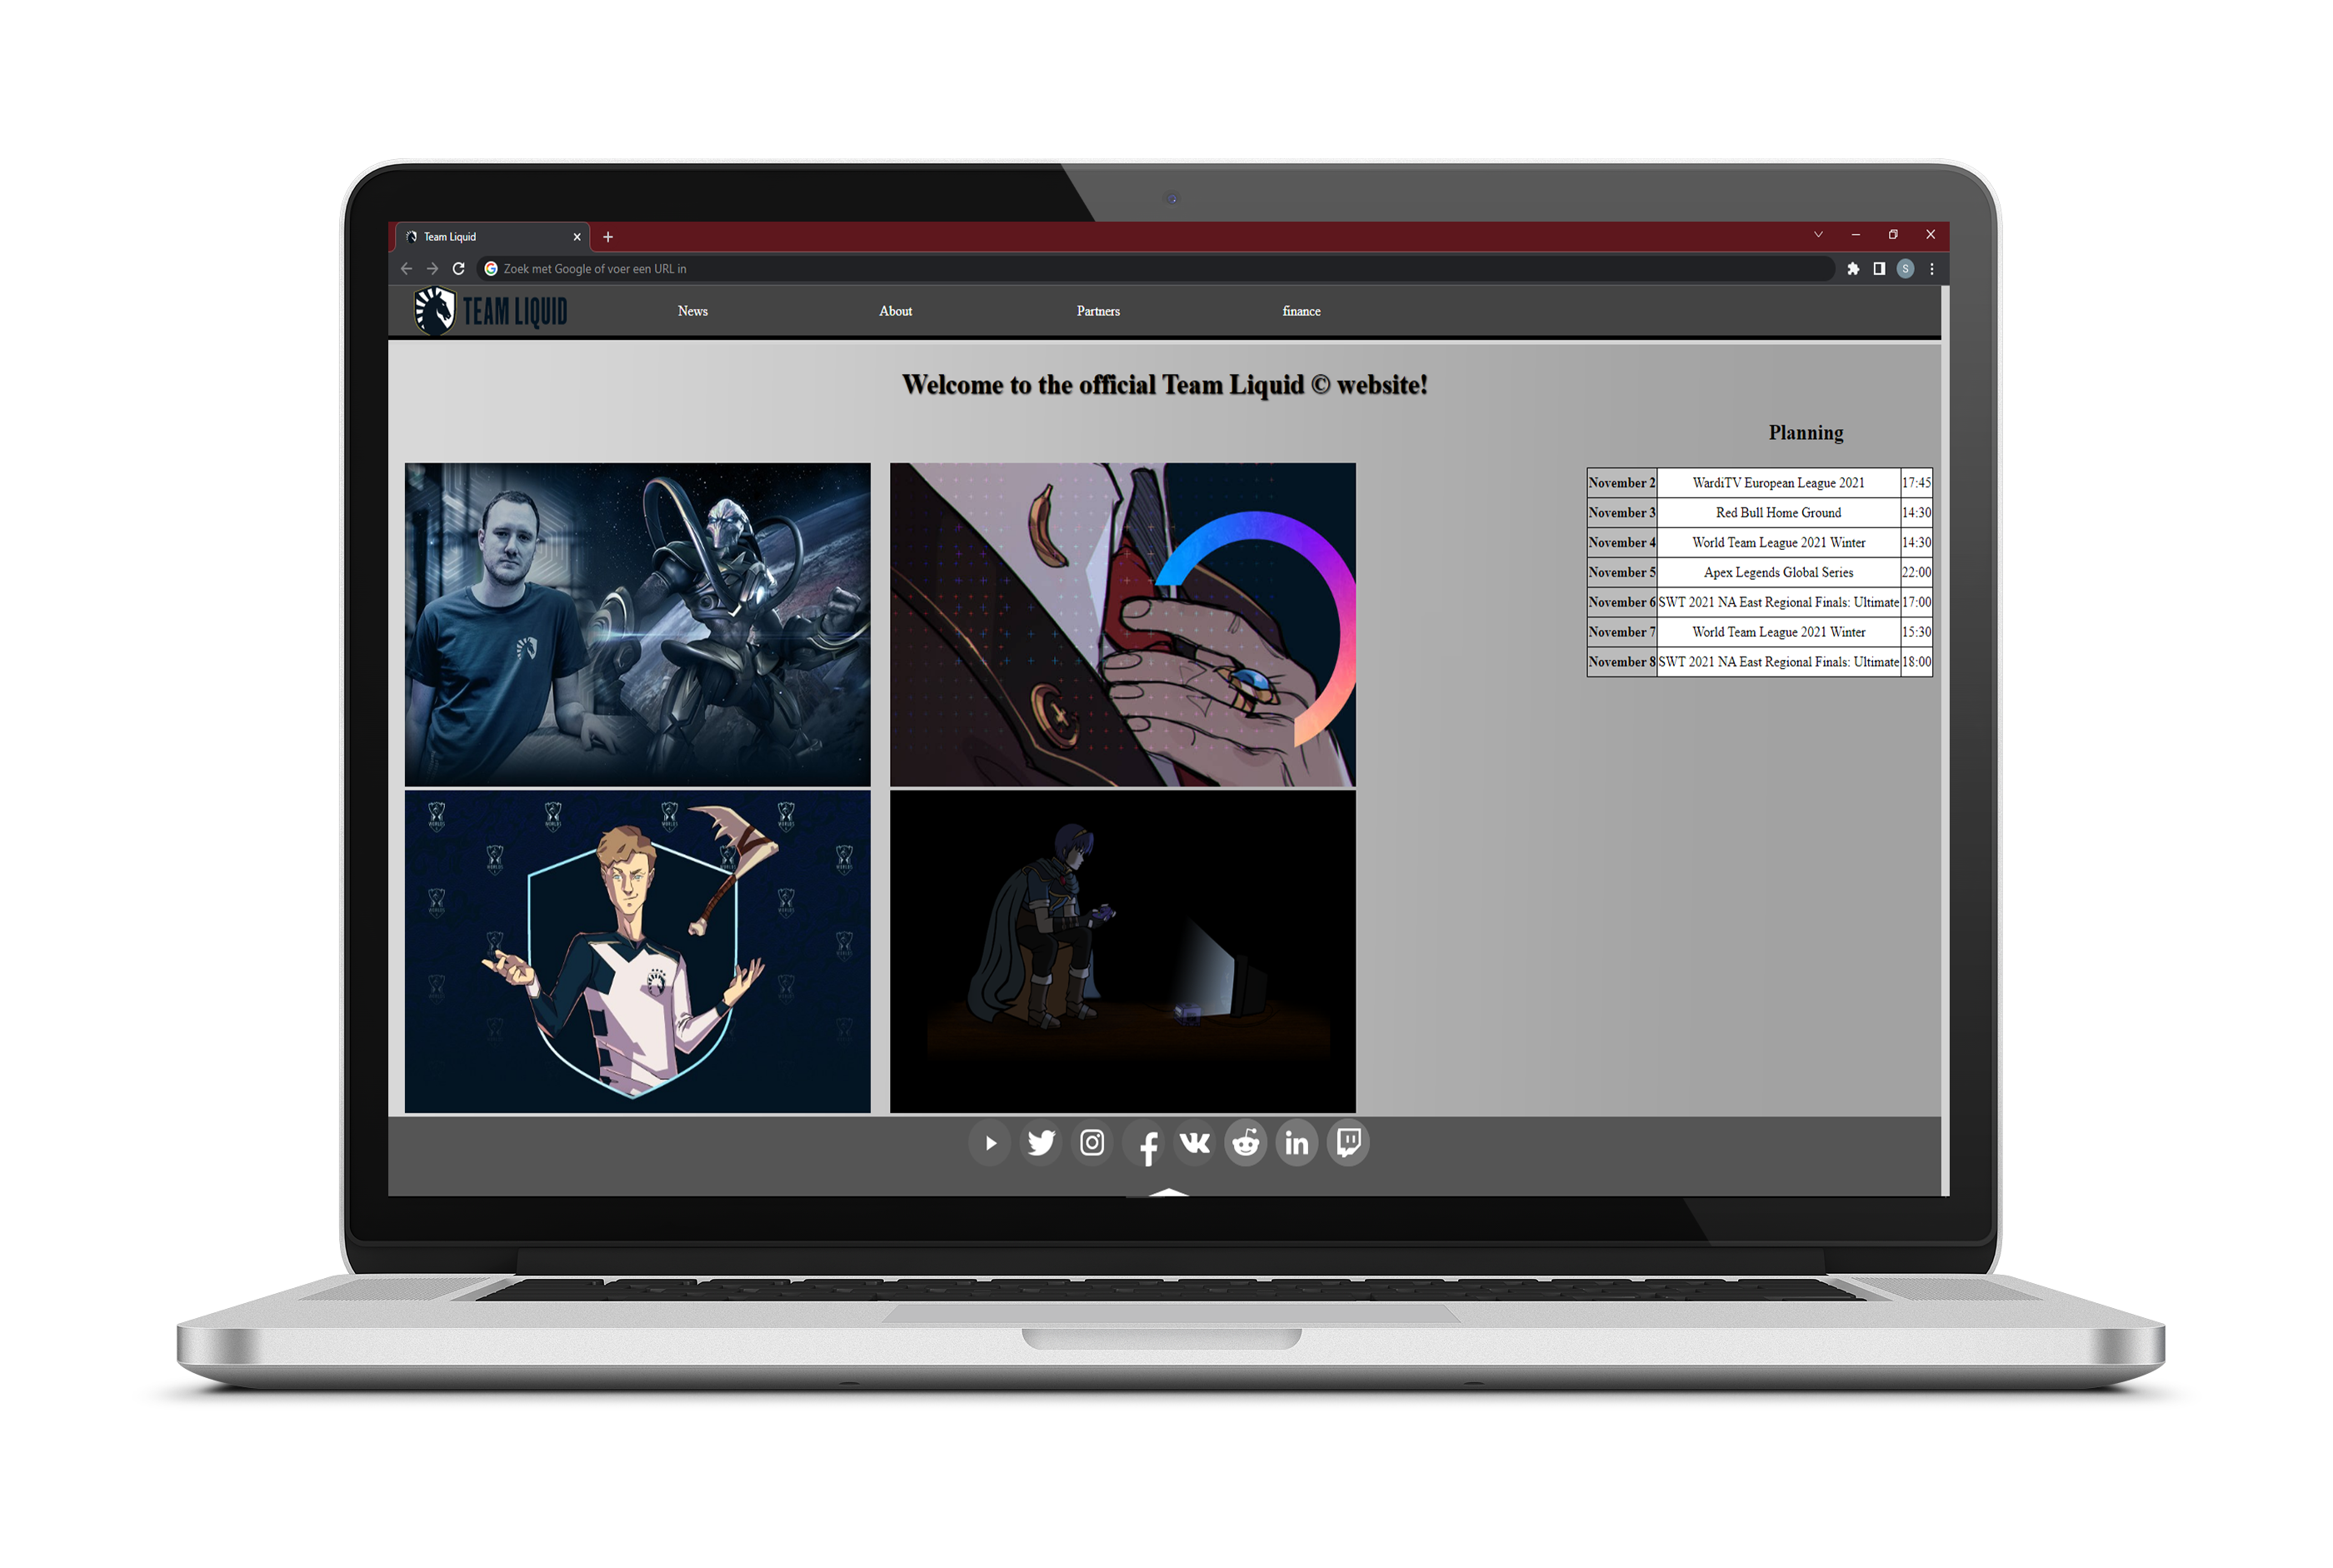 Team Liquid
Zoek met Google of voer een URL in
S
TEAM LIQUID
News
About
Partners
finance
Welcome to the official Team Liquid © website!
Planning
November 2 WardiTV European League 2021 17:45
November 3 Red Bull Home Ground 14:30
November 4 World Team League 2021 Winter 14:30
November 5 Apex Legends Global Series 22:00
November 6 SWT 2021 NA East Regional Finals: Ultimate 17:00
November 7 World Team League 2021 Winter 15:30
November 8 SWT 2021 NA East Regional Finals: Ultimate 18:00